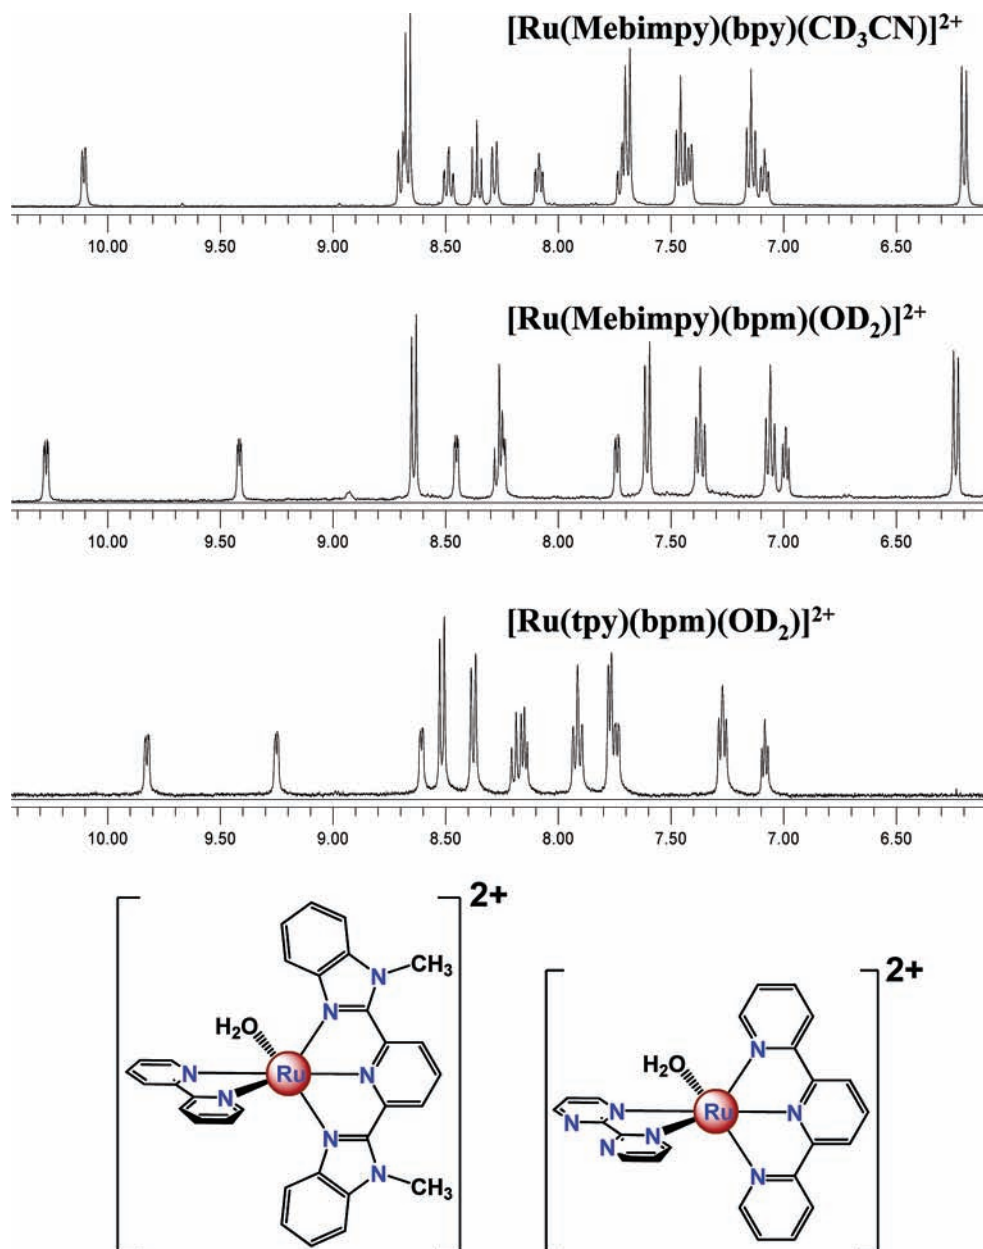 [Ru(Mebimpy)(bpy)(CD₃CN)]²⁺
10.00 9.50 9.00 8.50 8.00 7.50 7.00 6.50
[Ru(Mebimpy)(bpm)(OD₂)]²⁺
10.00 9.50 9.00 8.50 8.00 7.50 7.00 6.50
[Ru(tpy)(bpm)(OD₂)]²⁺
10.00 9.50 9.00 8.50 8.00 7.50 7.00 6.50
2+
N CH₃
N
H₂O
N Ru N
N
N
N CH₃
2+
N
H₂O
N Ru N
N N
N N